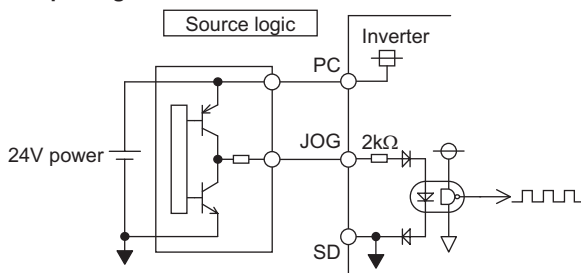 Source logic
Inverter
PC
24V power
JOG
2kΩ
SD